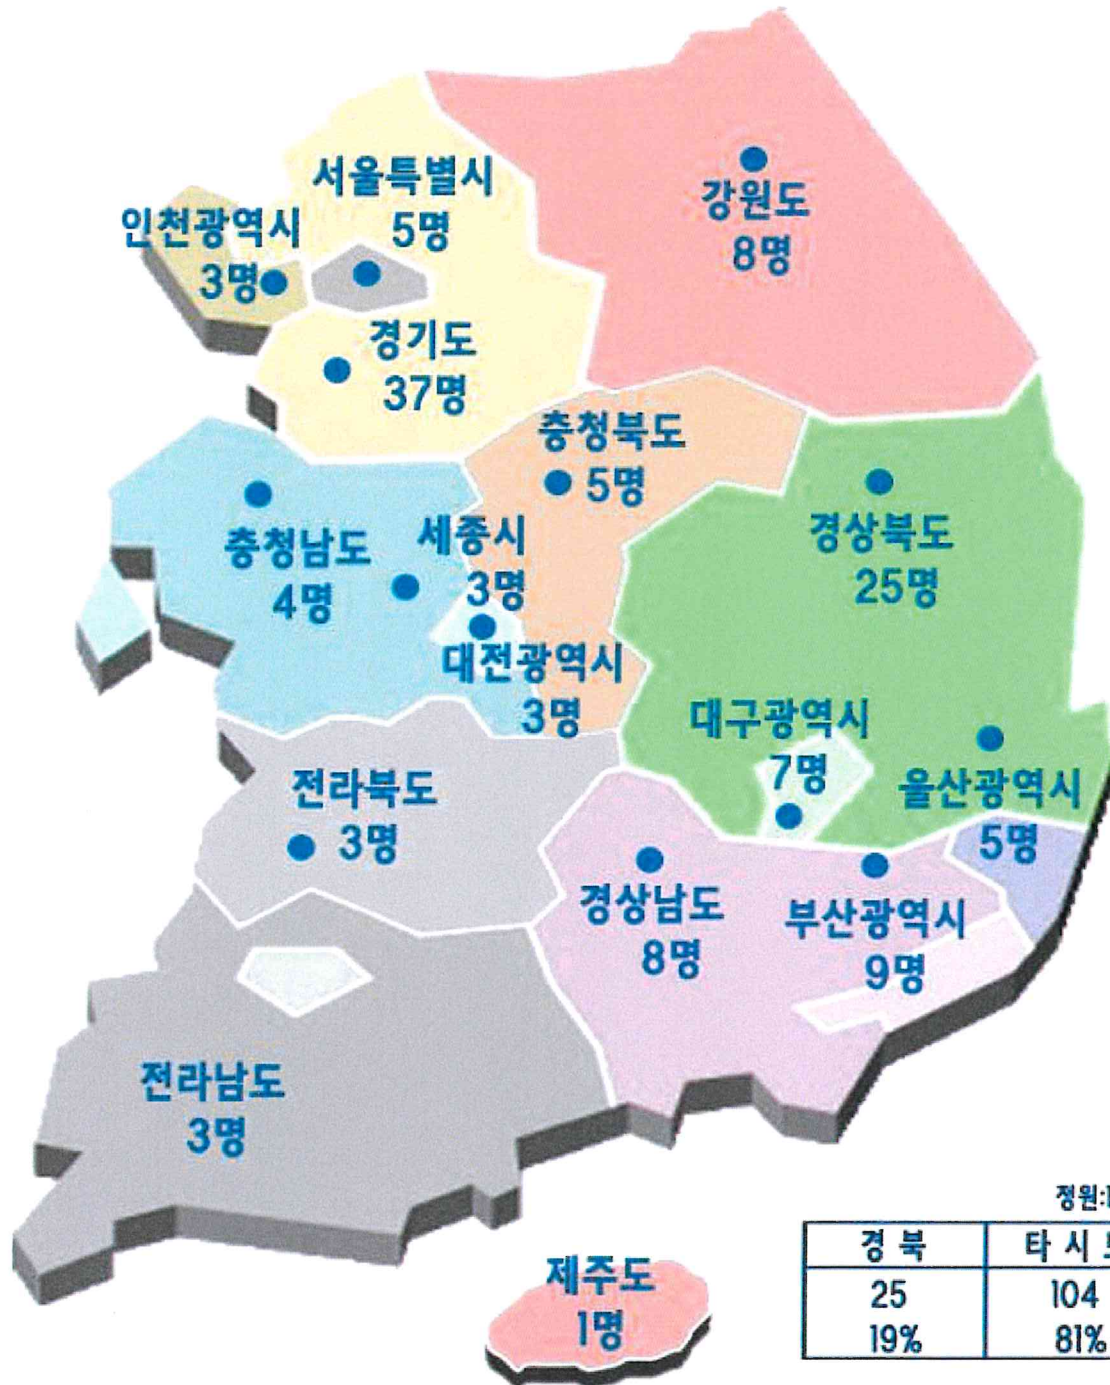 서울특별시
5명
인천광역시
3명
강원도
8명
경기도
37명
충청북도
5명
충청남도
4명
세종시
3명
경상북도
25명
대전광역시
3명
대구광역시
7명
울산광역시
5명
전라북도
3명
경상남도
8명
부산광역시
9명
전라남도
3명
제주도
1명
정원:
경 북 타 시
25 104
19% 81%